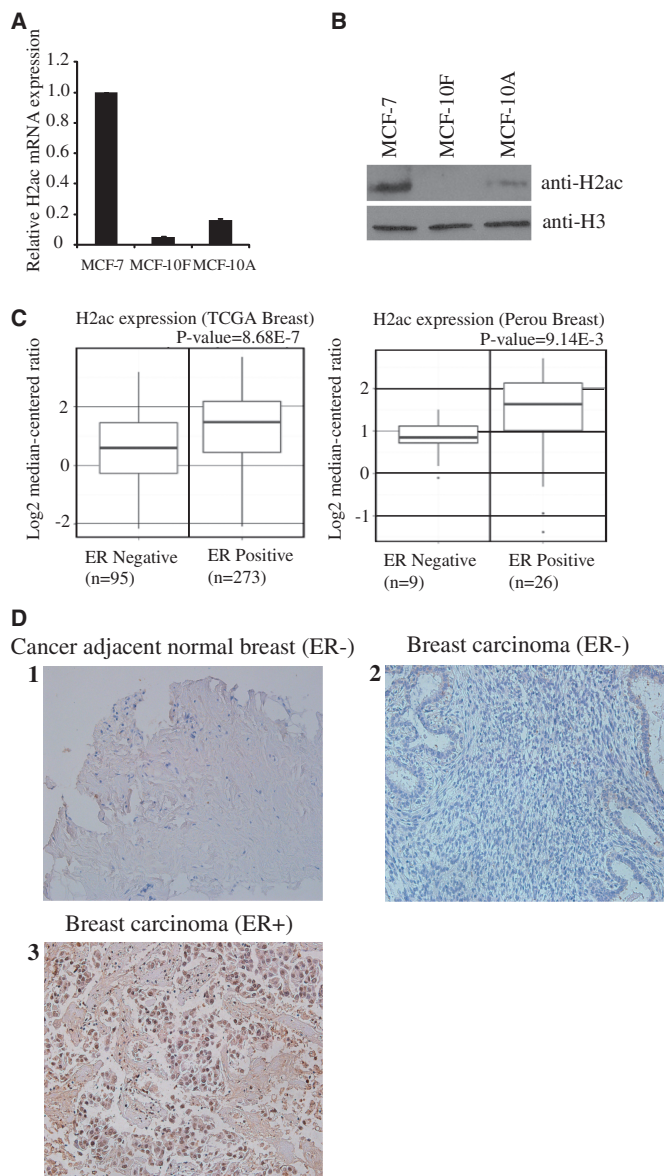 A
Relative H2ac mRNA expression
1.2
1.0
0.8
0.6
0.4
0.2
0
MCF-7 MCF-10F MCF-10A
B
MCF-7
MCF-10F
MCF-10A
anti-H2ac
anti-H3
C
H2ac expression (TCGA Breast)
P-value=8.68E-7
Log2 median-centered ratio
2
0
-2
ER Negative
(n=95)
ER Positive
(n=273)
H2ac expression (Perou Breast)
P-value=9.14E-3
Log2 median-centered ratio
2
1
0
-1
ER Negative
(n=9)
ER Positive
(n=26)
D
Cancer adjacent normal breast (ER-)
1
Breast carcinoma (ER-)
2
Breast carcinoma (ER+)
3